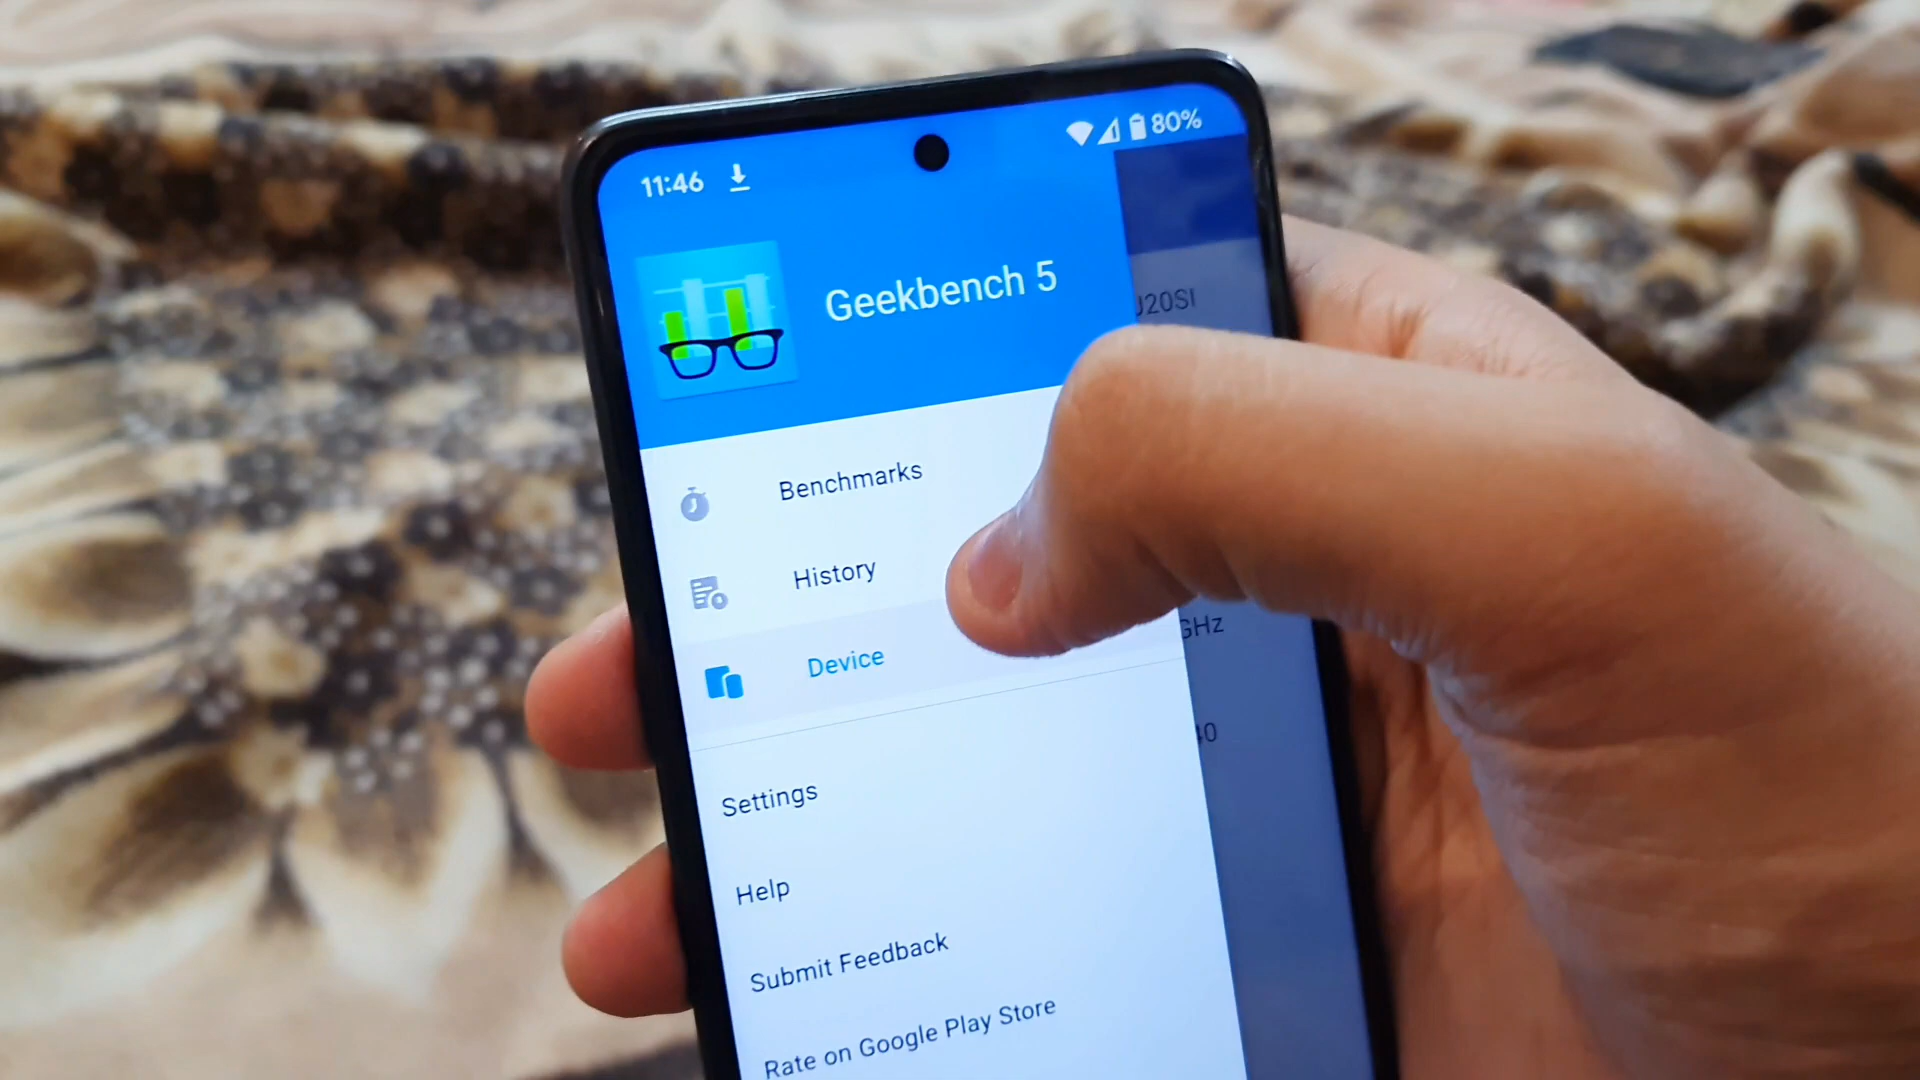 11:46 80%
Geekbench 5
J20SI
Benchmarks
History
Device
GHz
40
Settings
Help
Submit Feedback
Rate on Google Play Store